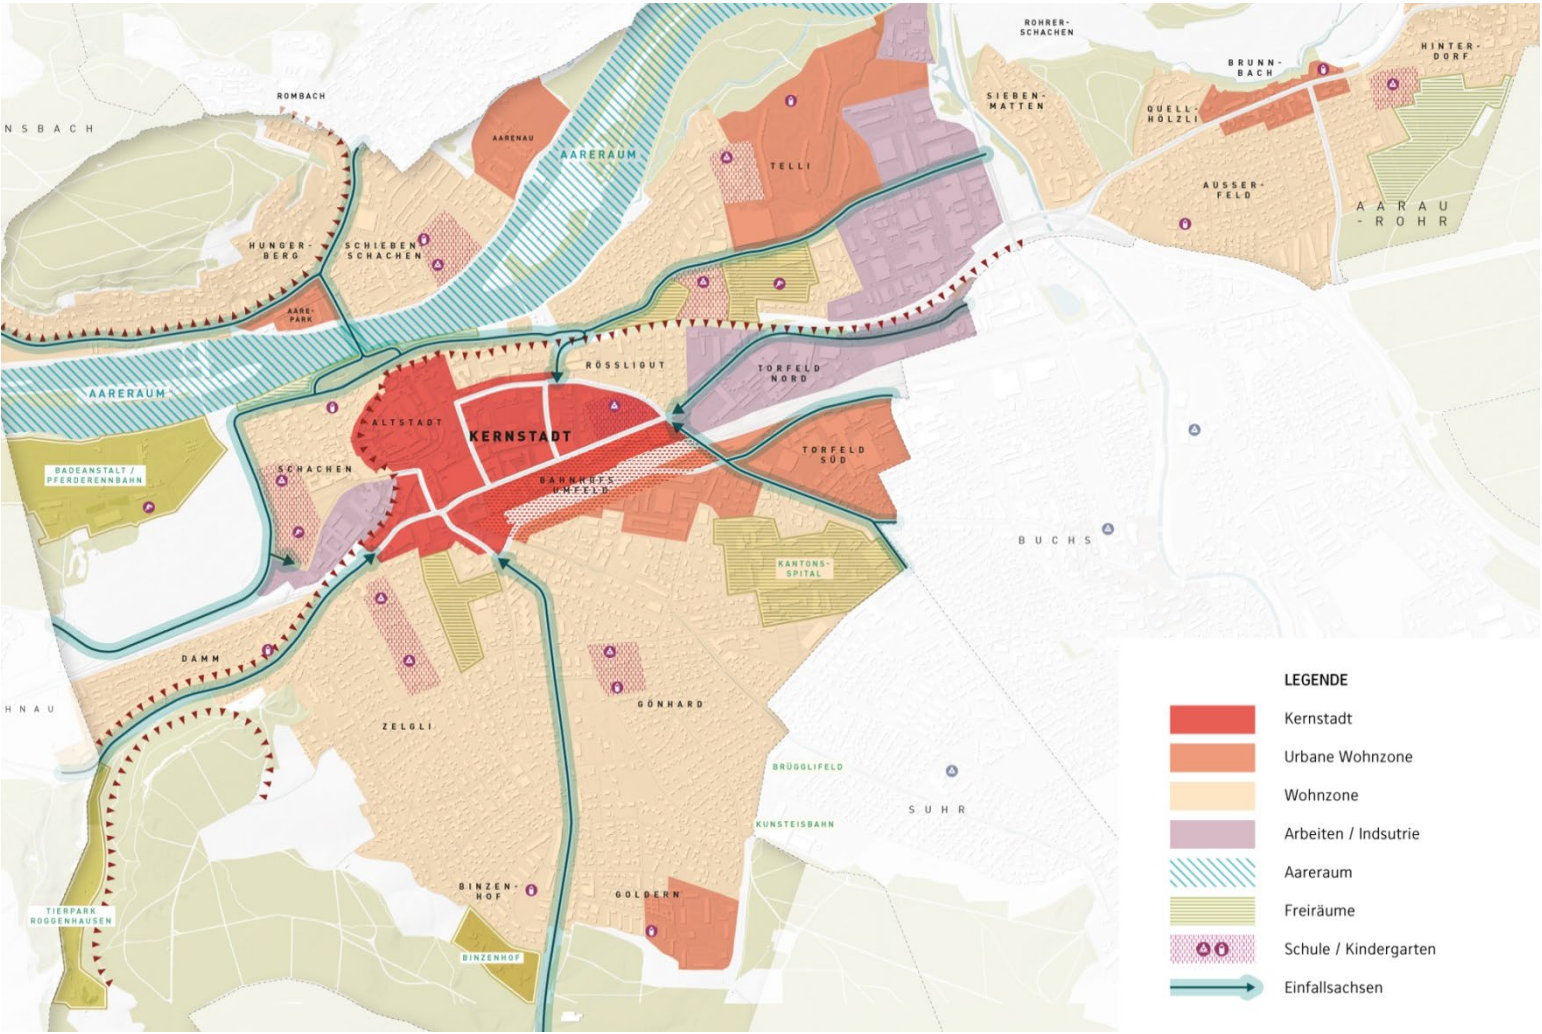 ROHRER-
SCHACHEN
HINTER-
DORF
BRUNN-
BACH
ROMBACH
SIEBEN-
MATTEN
QUELL-
HÖLZLI
NSBACH
AARENAU
AARERAUM
TELLI
AUSSER-
FELD
AARAU
-ROHR
HUNGER-
BERG
SCHIEBEN
SCHACHEN
AARE-
PARK
RÖSSLIGUT
TORFELD
NORD
AARERAUM
ALTSTADT
KERNSTADT
TORFELD
SÜD
BADEANSTALT /
PFERDERENNBAHN
SCHACHEN
BAHNHOFS
UMFELD
BUCHS
KANTONS-
SPITAL
DAMM
HNAU
ZELGLI
GÖNHARD
BRÜGGLIFELD
SUHR
KUNSTEISBAHN
BINZEN-
HOF
GOLDERN
TIERPARK
ROGGENHAUSEN
BINZENHOF
LEGENDE
Kernstadt
Urbane Wohnzone
Wohnzone
Arbeiten / Indsutrie
Aareraum
Freiräume
Schule / Kindergarten
Einfallsachsen